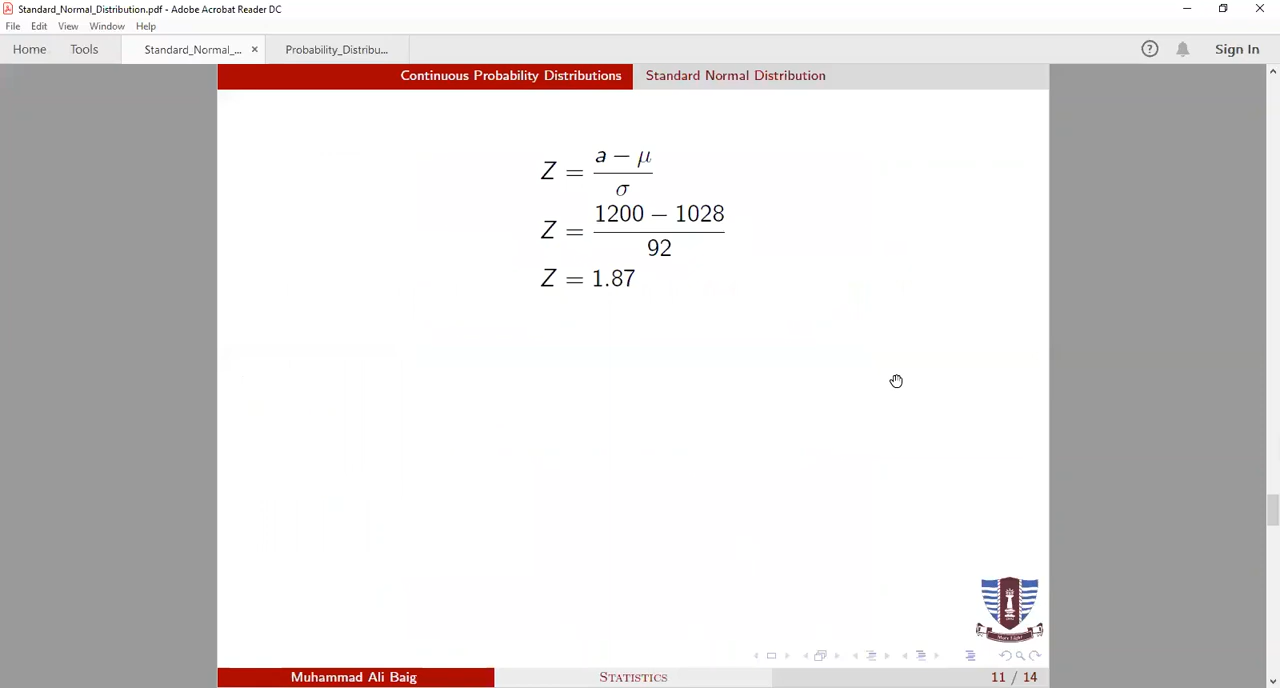 Standard_Normal_Distribution.pdf - Adobe Acrobat Reader DC
File Edit View Window Help
Home Tools Standard_Normal_... × Probability_Distribu... ? Sign In
Continuous Probability Distributions Standard Normal Distribution
Z = (a − μ) / σ
Z = (1200 − 1028) / 92
Z = 1.87
Muhammad Ali Baig STATISTICS 11 / 14